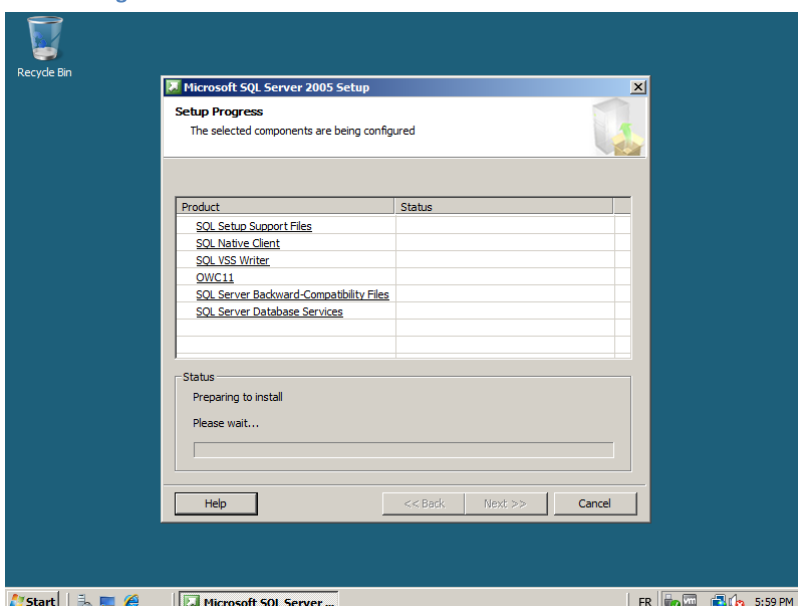 Recycle Bin
Microsoft SQL Server 2005 Setup
Setup Progress
The selected components are being configured
Product Status
SQL Setup Support Files
SQL Native Client
SQL VSS Writer
OWC11
SQL Server Backward-Compatibility Files
SQL Server Database Services
Status
Preparing to install
Please wait...
Help << Back Next >> Cancel
Start Microsoft SQL Server ... FR 5:59 PM